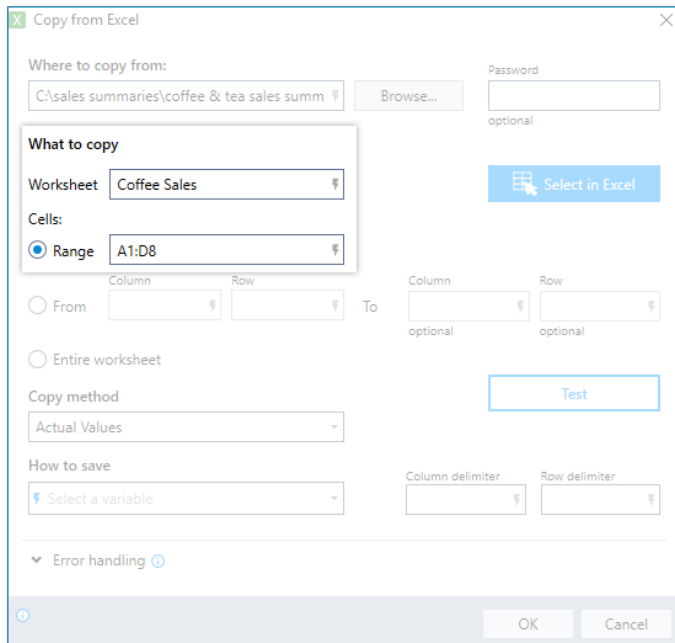 Copy from Excel
Where to copy from:
Password
C:\sales summaries\coffee & tea sales summ
Browse...
optional
What to copy
Worksheet Coffee Sales
Select in Excel
Cells:
Range A1:D8
Column Row Column Row
From To
optional optional
Entire worksheet
Copy method
Test
Actual Values
How to save
Column delimiter Row delimiter
Select a variable
Error handling
OK Cancel